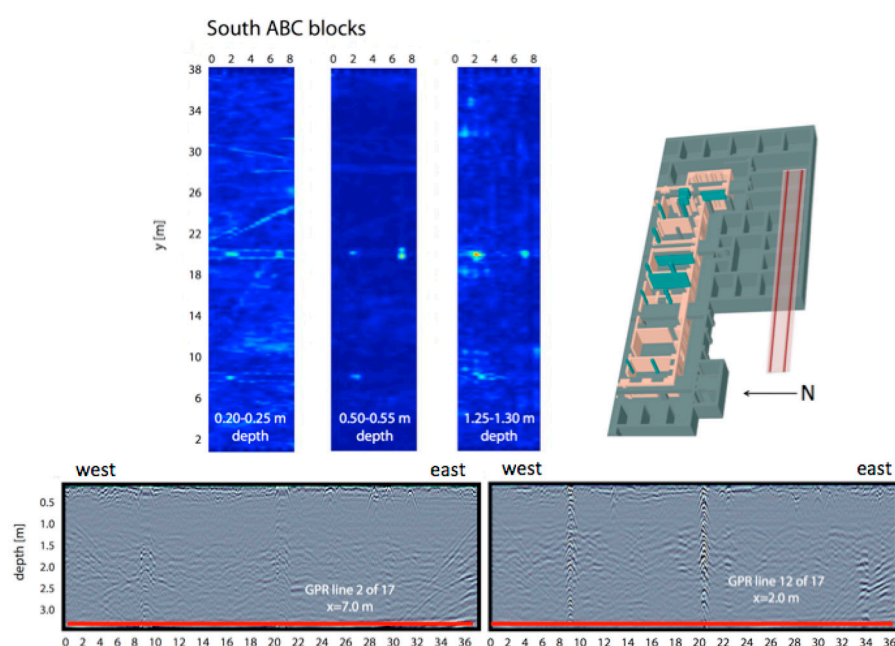 South ABC blocks
0 2 4 6 8
0 2 4 6 8
0 2 4 6 8
38
34
30
26
22
18
14
10
6
2
y [m]
0.20-0.25 m
depth
0.50-0.55 m
depth
1.25-1.30 m
depth
N
west
east
west
east
depth [m]
0.5
1.0
1.5
2.0
2.5
3.0
GPR line 2 of 17
x=7.0 m
GPR line 12 of 17
x=2.0 m
0 2 4 6 8 10 12 14 16 18 20 22 24 26 28 30 32 34 36
0 2 4 6 8 10 12 14 16 18 20 22 24 26 28 30 32 34 36